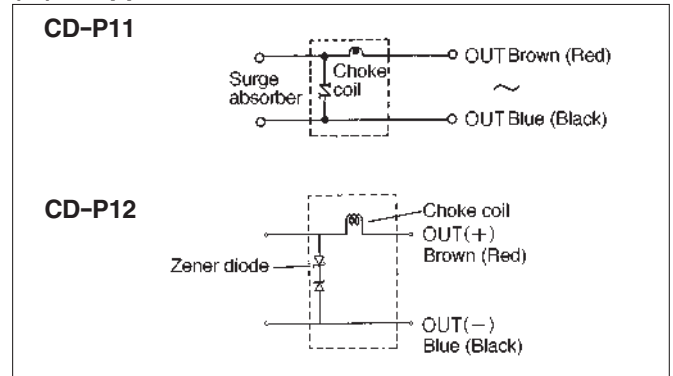 CD-P11
OUT Brown (Red)
Choke
coil
Surge
absorber
~
OUT Blue (Black)
CD-P12
Choke coil
OUT(+)
Brown (Red)
Zener diode
OUT(-)
Blue (Black)